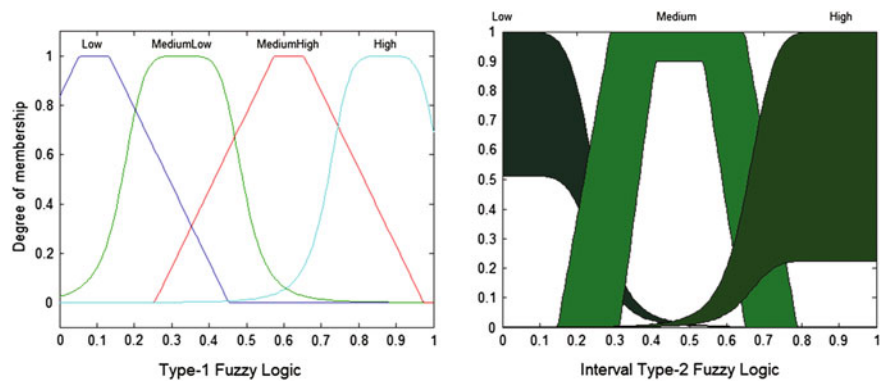 Low MediumLow MediumHigh High
1
0.8
0.6
0.4
0.2
0
Degree of membership
0 0.1 0.2 0.3 0.4 0.5 0.6 0.7 0.8 0.9 1
Type-1 Fuzzy Logic
Low Medium High
1
0.9
0.8
0.7
0.6
0.5
0.4
0.3
0.2
0.1
0
0 0.1 0.2 0.3 0.4 0.5 0.6 0.7 0.8 0.9 1
Interval Type-2 Fuzzy Logic